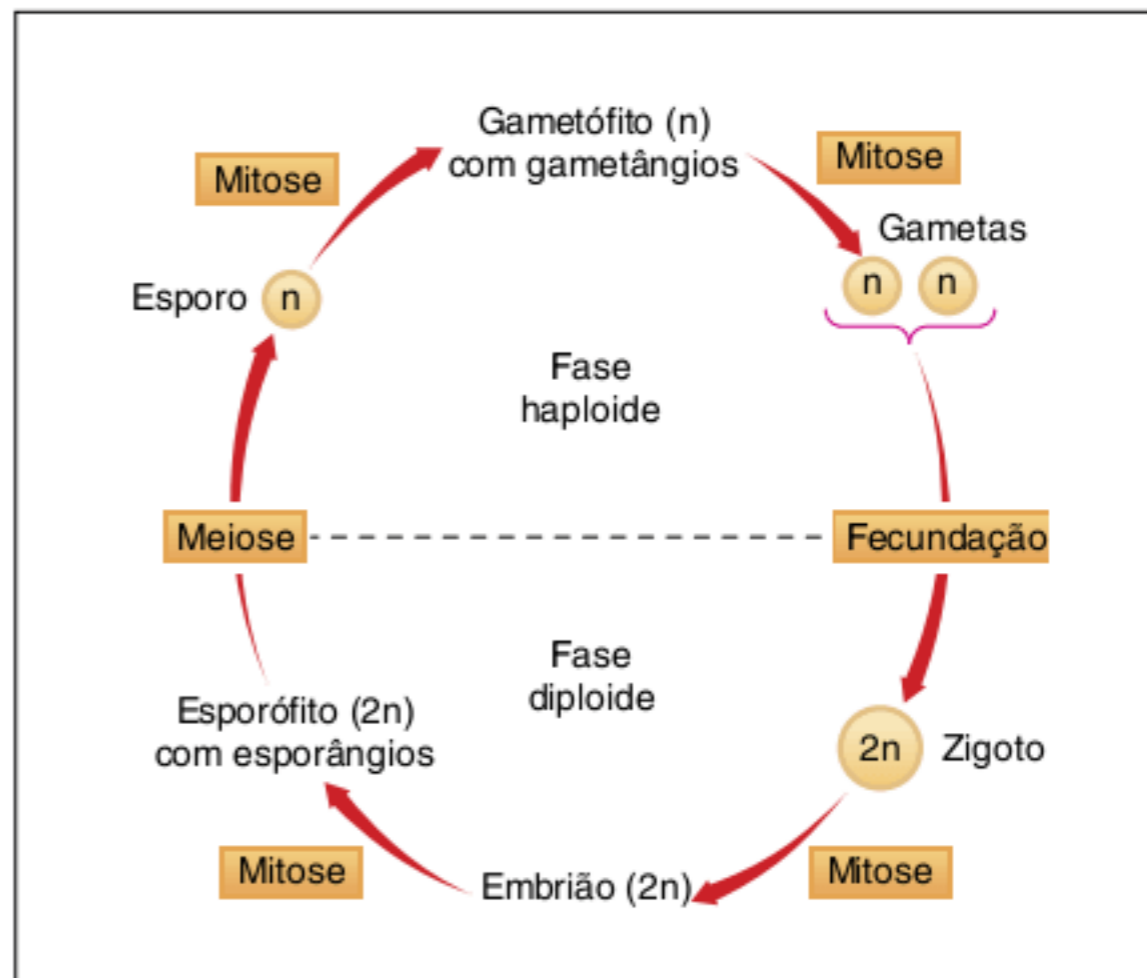 Gametófito (n)
com gametângios
Mitose
Mitose
Gametas
n
n
Esporo
n
Fase
haploide
Meiose
Fecundação
Fase
diploide
Esporófito (2n)
com esporângios
2n
Zigoto
Mitose
Embrião (2n)
Mitose